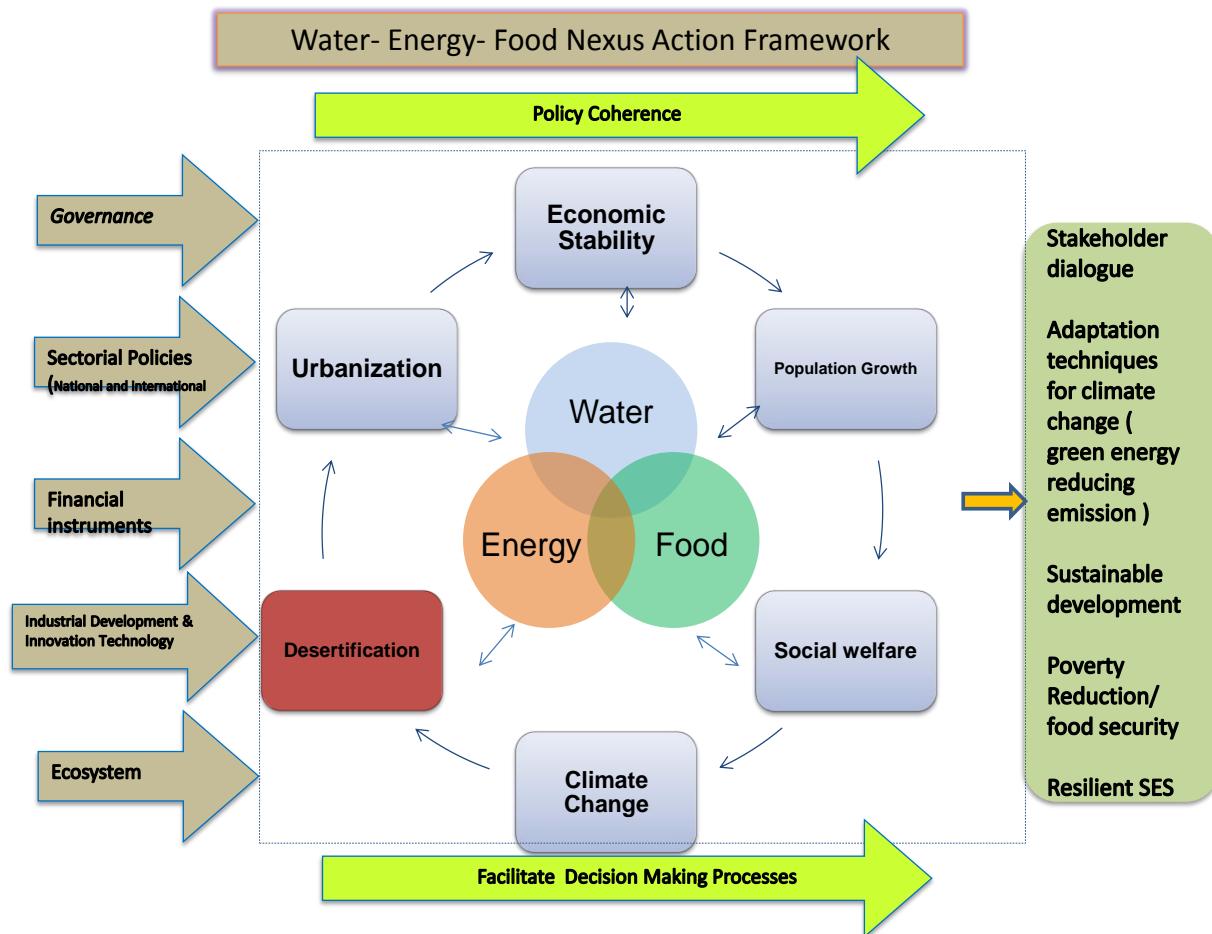 Water- Energy- Food Nexus Action Framework
Policy Coherence
Governance
Sectorial Policies
(National and International
Financial
instruments
Industrial Development &
Innovation Technology
Ecosystem
Economic
Stability
Urbanization
Population Growth
Water
Energy
Food
Desertification
Social welfare
Climate
Change
Stakeholder
dialogue
Adaptation
techniques
for climate
change (
green energy
reducing
emission )
Sustainable
development
Poverty
Reduction/
food security
Resilient SES
Facilitate Decision Making Processes